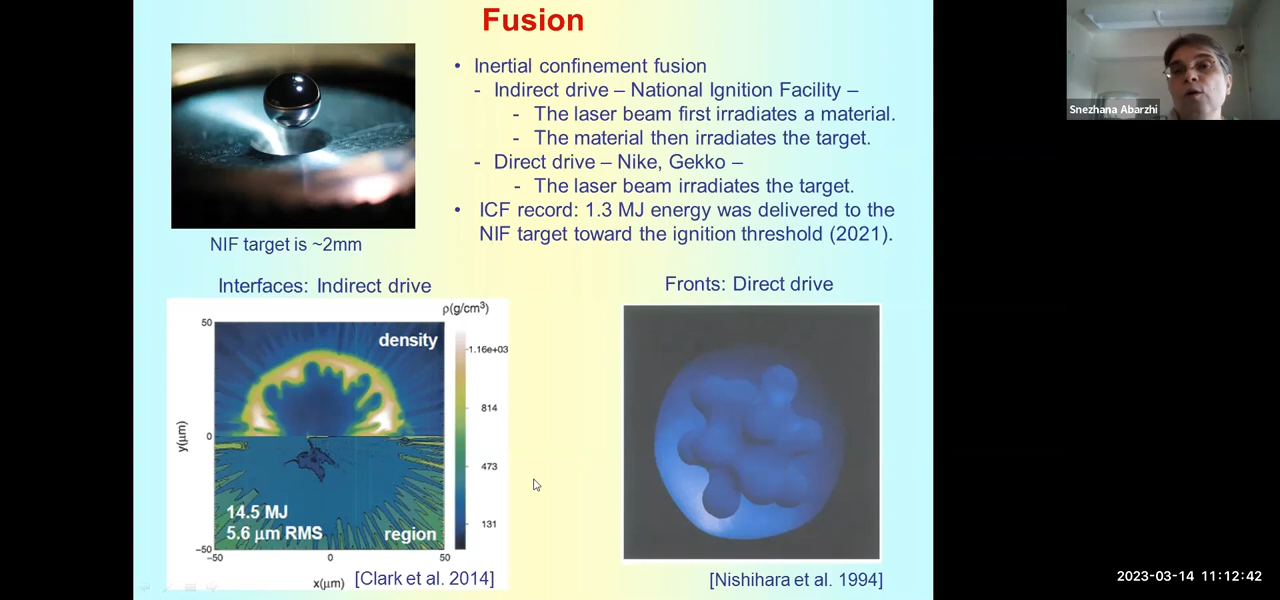 Fusion
• Inertial confinement fusion
- Indirect drive – National Ignition Facility –
- The laser beam first irradiates a material.
- The material then irradiates the target.
- Direct drive – Nike, Gekko –
- The laser beam irradiates the target.
• ICF record: 1.3 MJ energy was delivered to the
NIF target toward the ignition threshold (2021).
NIF target is ~2mm
Interfaces: Indirect drive
ρ(g/cm³)
50
density
1.16e+03
814
y(μm)
0
473
14.5 MJ
5.6 μm RMS
region
131
−50
−50
0
50
x(μm)
[Clark et al. 2014]
Fronts: Direct drive
[Nishihara et al. 1994]
Snezhana Abarzhi
2023-03-14 11:12:42